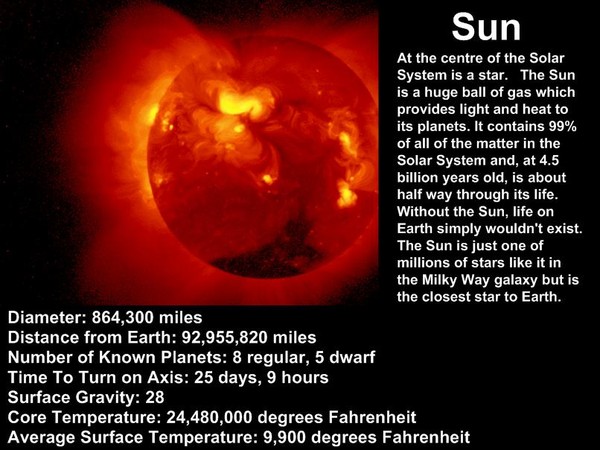 Sun
At the centre of the Solar
System is a star. The Sun
is a huge ball of gas which
provides light and heat to
its planets. It contains 99%
of all of the matter in the
Solar System and, at 4.5
billion years old, is about
half way through its life.
Without the Sun, life on
Earth simply wouldn't exist.
The Sun is just one of
millions of stars like it in
the Milky Way galaxy but is
the closest star to Earth.
Diameter: 864,300 miles
Distance from Earth: 92,955,820 miles
Number of Known Planets: 8 regular, 5 dwarf
Time To Turn on Axis: 25 days, 9 hours
Surface Gravity: 28
Core Temperature: 24,480,000 degrees Fahrenheit
Average Surface Temperature: 9,900 degrees Fahrenheit